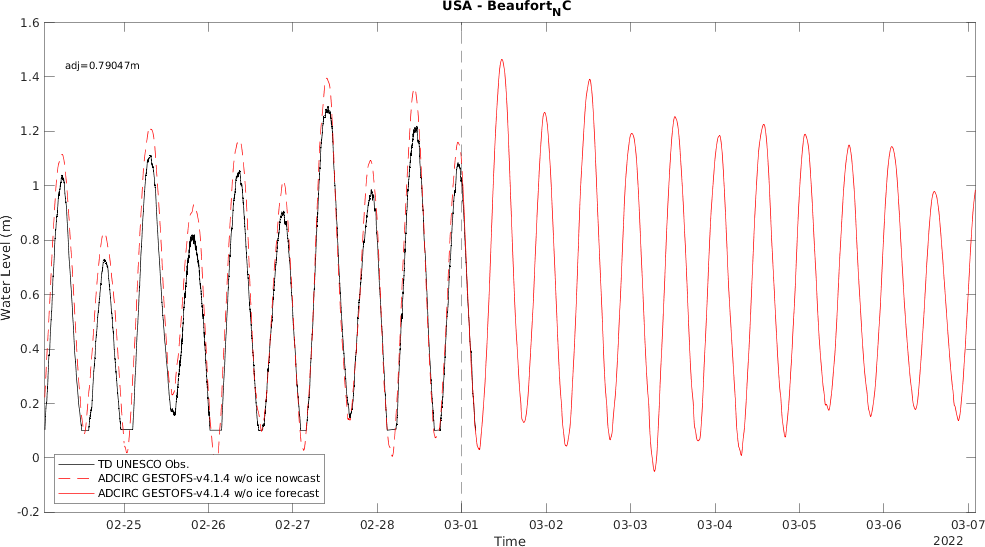 USA - Beaufort_NC
1.6
adj=0.79047m
1.4
1.2
1
0.8
0.6
0.4
0.2
0
-0.2
Water Level (m)
TD UNESCO Obs.
ADCIRC GESTOFS-v4.1.4 w/o ice nowcast
ADCIRC GESTOFS-v4.1.4 w/o ice forecast
02-25 02-26 02-27 02-28 03-01 03-02 03-03 03-04 03-05 03-06 03-07
Time
2022